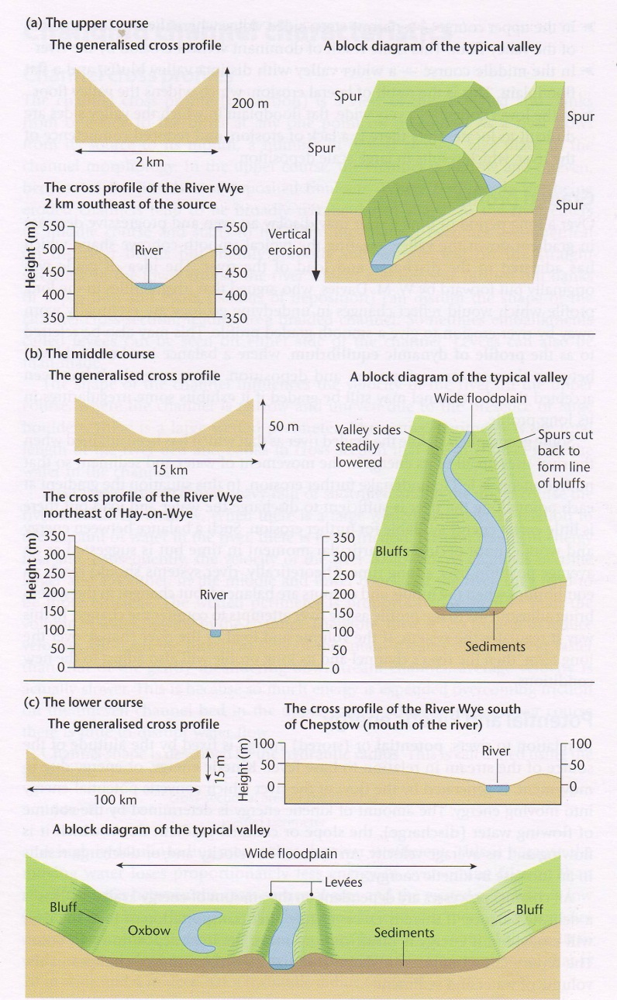 (a) The upper course
The generalised cross profile
200 m
2 km
A block diagram of the typical valley
Spur
Spur
Spur
Spur
Vertical
erosion
The cross profile of the River Wye
2 km southeast of the source
Height (m)
550
500
450
400
350
River
550
500
450
400
350
(b) The middle course
The generalised cross profile
50 m
15 km
A block diagram of the typical valley
Wide floodplain
Valley sides
steadily
lowered
Spurs cut
back to
form line
of bluffs
Bluffs
Sediments
The cross profile of the River Wye
northeast of Hay-on-Wye
Height (m)
350
300
250
200
150
100
50
0
River
350
300
250
200
150
100
50
0
(c) The lower course
The generalised cross profile
15 m
100 km
The cross profile of the River Wye south
of Chepstow (mouth of the river)
Height (m)
100
50
0
River
100
50
0
A block diagram of the typical valley
Wide floodplain
Levées
Bluff
Oxbow
Sediments
Bluff